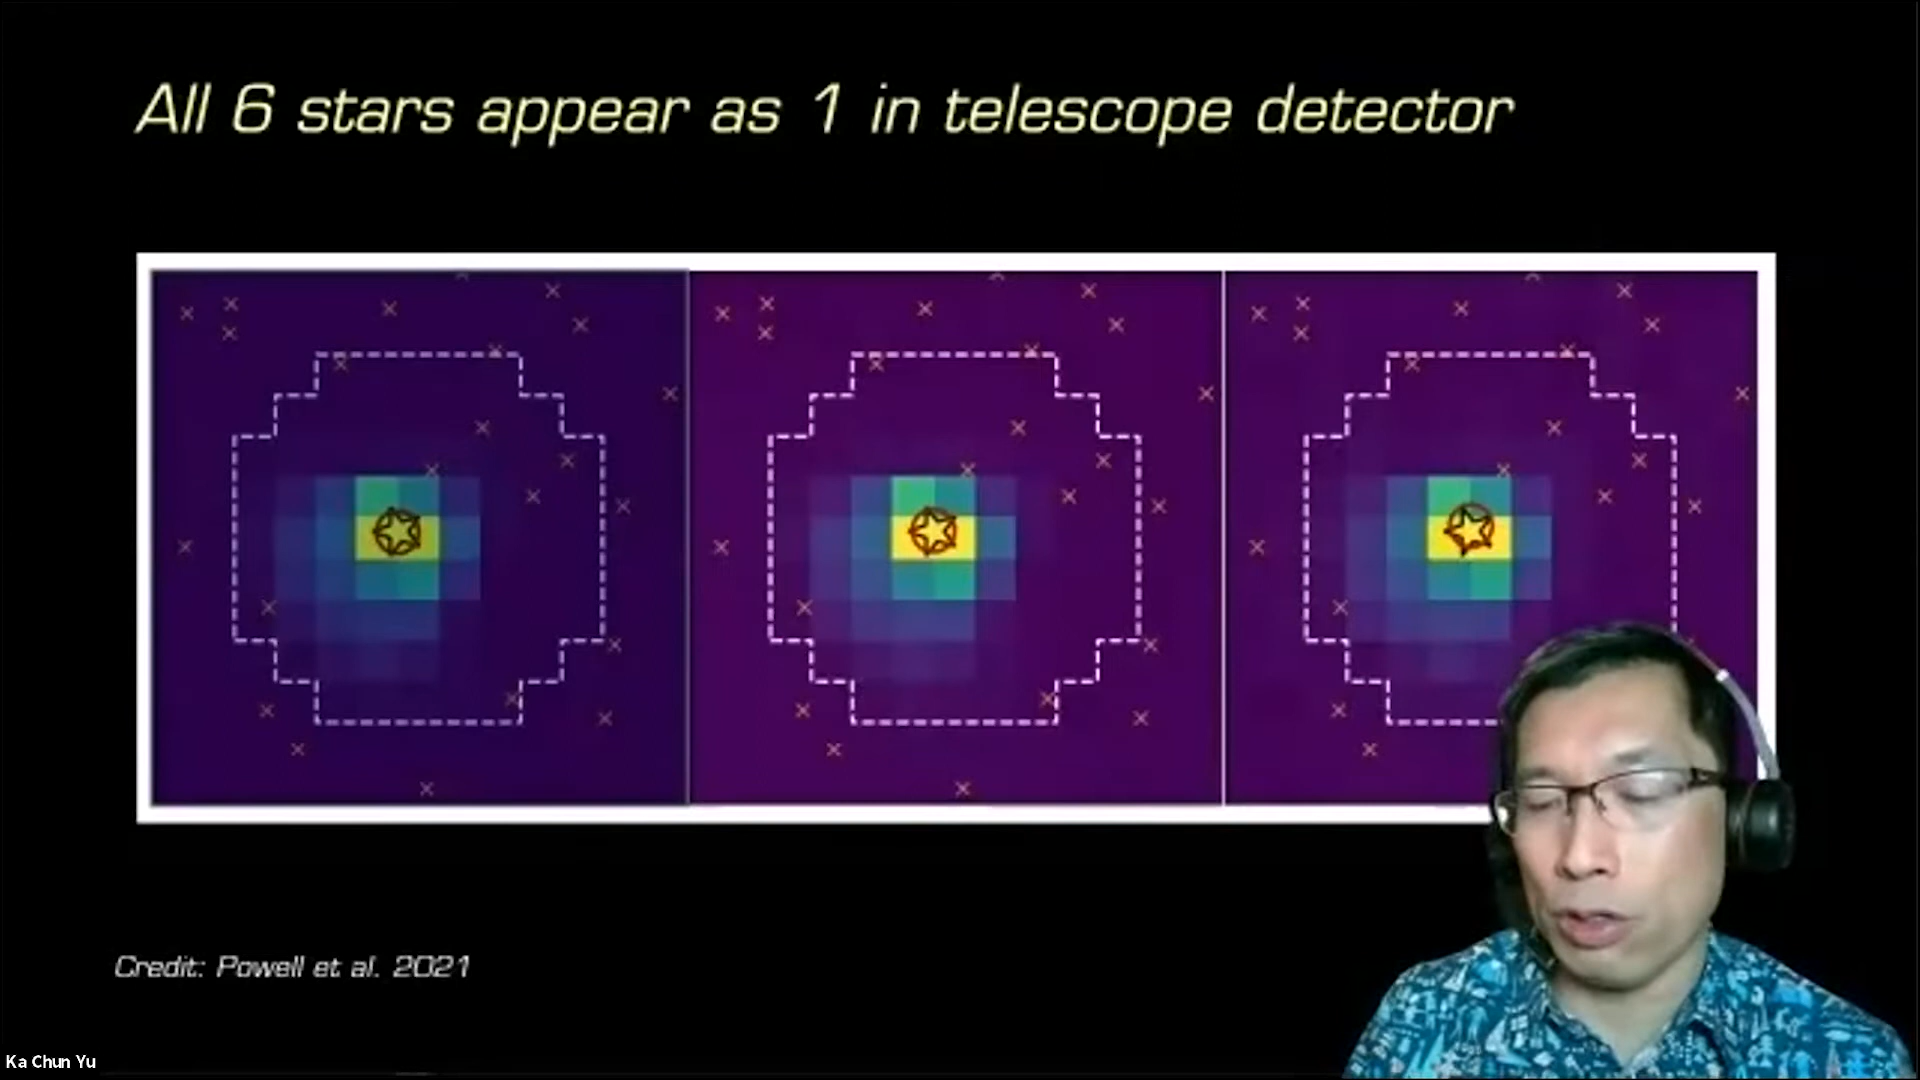 All 6 stars appear as 1 in telescope detector
Credit: Powell et al. 2021
Ka Chun Yu